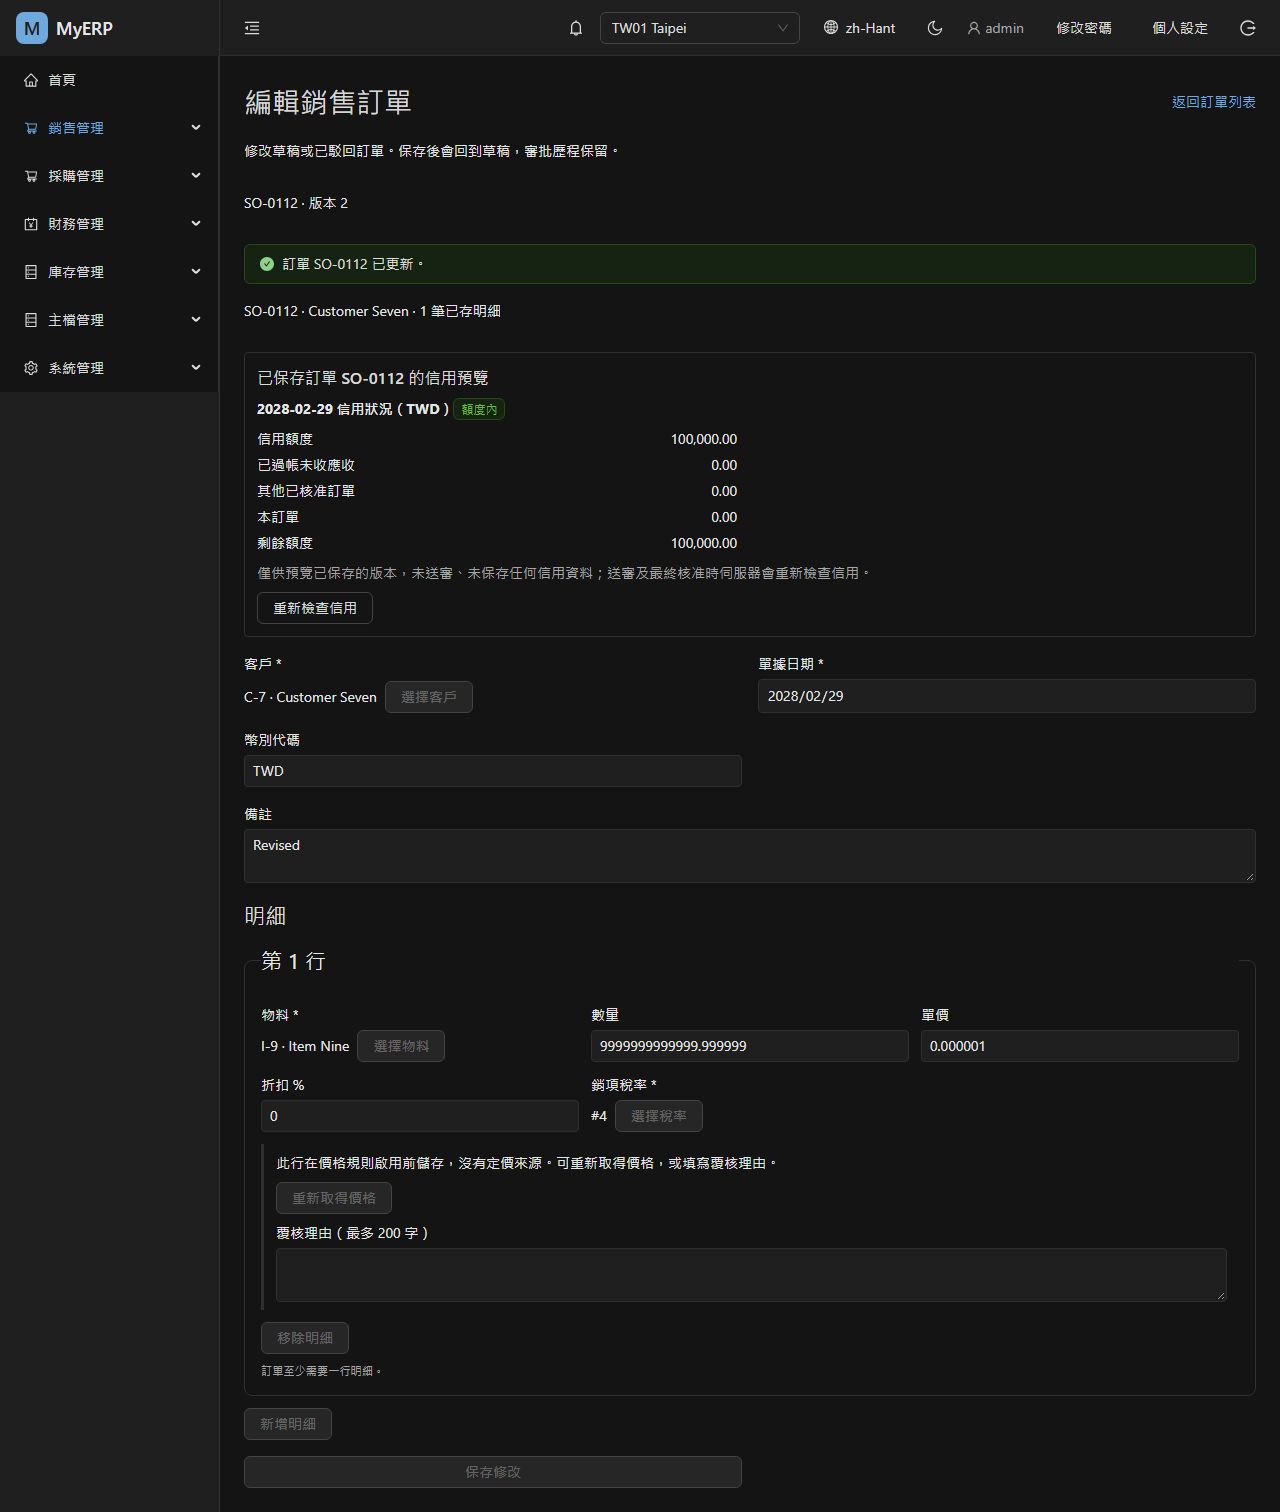 M MyERP
TW01 Taipei
zh-Hant
admin
修改密碼
個人設定
首頁
銷售管理
採購管理
財務管理
庫存管理
主檔管理
系統管理
編輯銷售訂單
返回訂單列表
修改草稿或已駁回訂單。保存後會回到草稿，審批歷程保留。
SO-0112 · 版本 2
訂單 SO-0112 已更新。
SO-0112 · Customer Seven · 1 筆已存明細
已保存訂單 SO-0112 的信用預覽
2028-02-29 信用狀況（TWD） 額度內
信用額度 100,000.00
已過帳未收應收 0.00
其他已核准訂單 0.00
本訂單 0.00
剩餘額度 100,000.00
僅供預覽已保存的版本，未送審、未保存任何信用資料；送審及最終核准時伺服器會重新檢查信用。
重新檢查信用
客戶 *
C-7 · Customer Seven 選擇客戶
單據日期 *
2028/02/29
幣別代碼
TWD
備註
Revised
明細
第 1 行
物料 *
I-9 · Item Nine 選擇物料
數量
9999999999999.999999
單價
0.000001
折扣 %
0
銷項稅率 *
#4 選擇稅率
此行在價格規則啟用前儲存，沒有定價來源。可重新取得價格，或填寫覆核理由。
重新取得價格
覆核理由（最多 200 字）
移除明細
訂單至少需要一行明細。
新增明細
保存修改